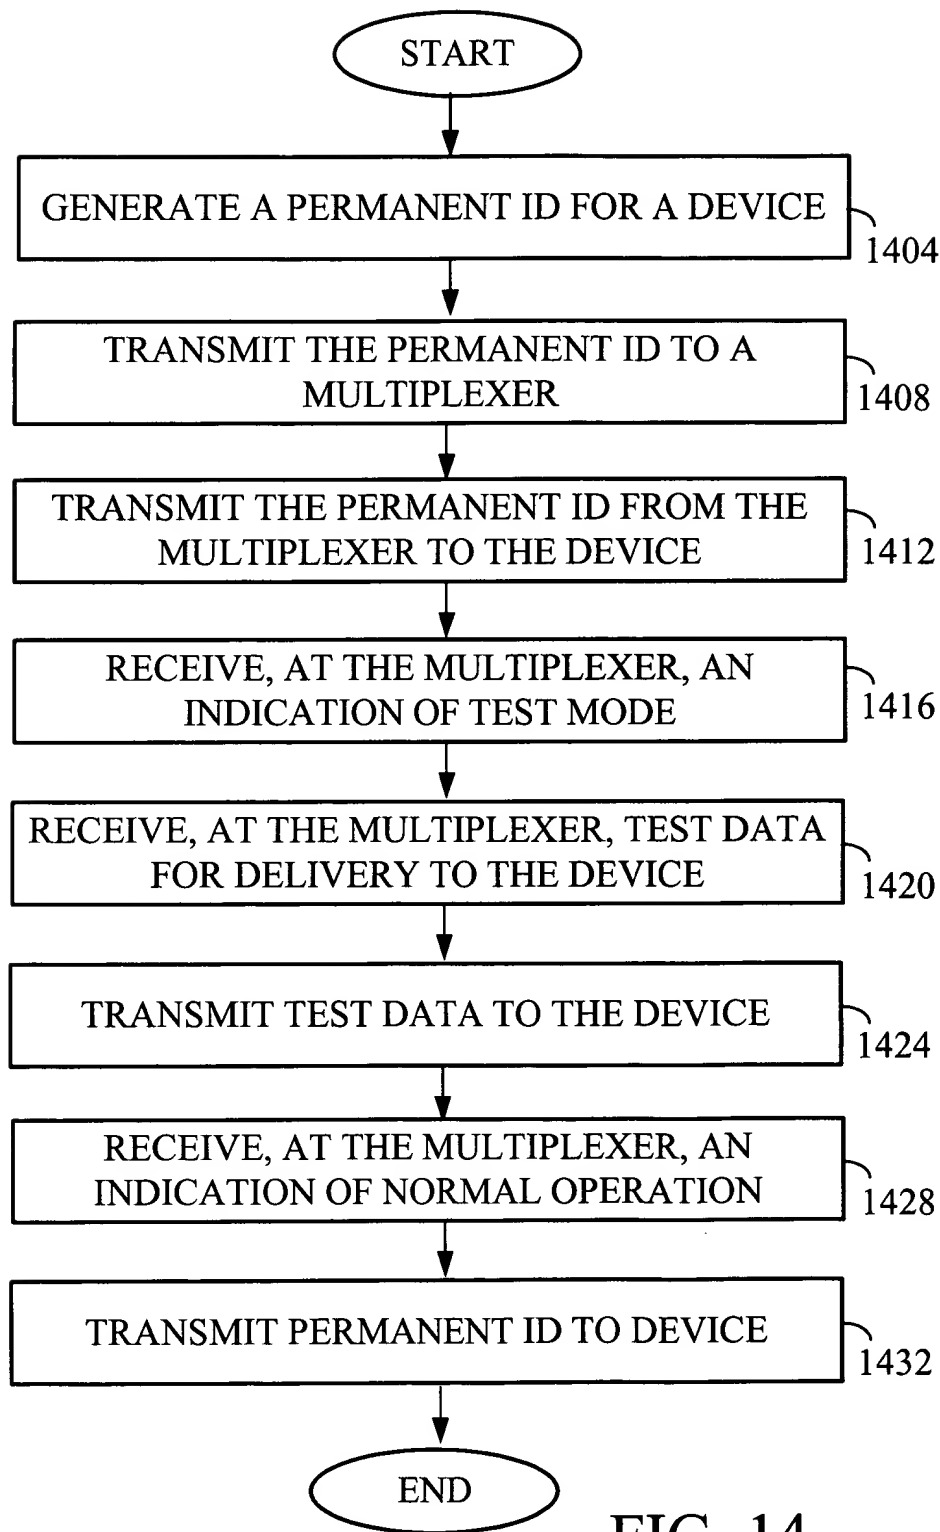 START
GENERATE A PERMANENT ID FOR A DEVICE
1404
TRANSMIT THE PERMANENT ID TO A
MULTIPLEXER
1408
TRANSMIT THE PERMANENT ID FROM THE
MULTIPLEXER TO THE DEVICE
1412
RECEIVE, AT THE MULTIPLEXER, AN
INDICATION OF TEST MODE
1416
RECEIVE, AT THE MULTIPLEXER, TEST DATA
FOR DELIVERY TO THE DEVICE
1420
TRANSMIT TEST DATA TO THE DEVICE
1424
RECEIVE, AT THE MULTIPLEXER, AN
INDICATION OF NORMAL OPERATION
1428
TRANSMIT PERMANENT ID TO DEVICE
1432
END
FIG. 14